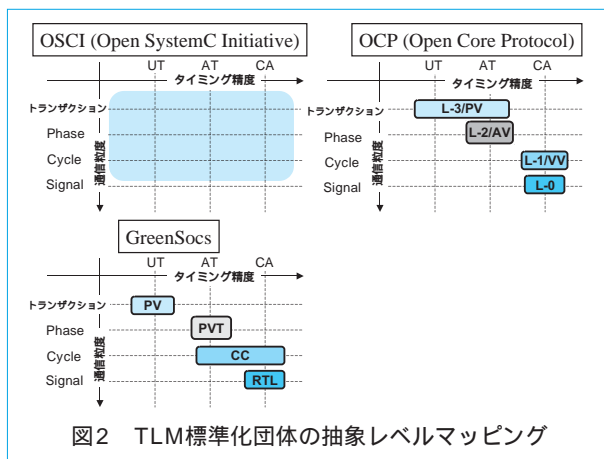 OSCI (Open SystemC Initiative)
UT AT CA
タイミング精度
トランザクション
Phase
Cycle
Signal
通信粒度
OCP (Open Core Protocol)
UT AT CA
タイミング精度
トランザクション
Phase
Cycle
Signal
通信粒度
L-3/PV
L-2/AV
L-1/VV
L-0
GreenSocs
UT AT CA
タイミング精度
トランザクション
Phase
Cycle
Signal
通信粒度
PV
PVT
CC
RTL
図2 TLM標準化団体の抽象レベルマッピング